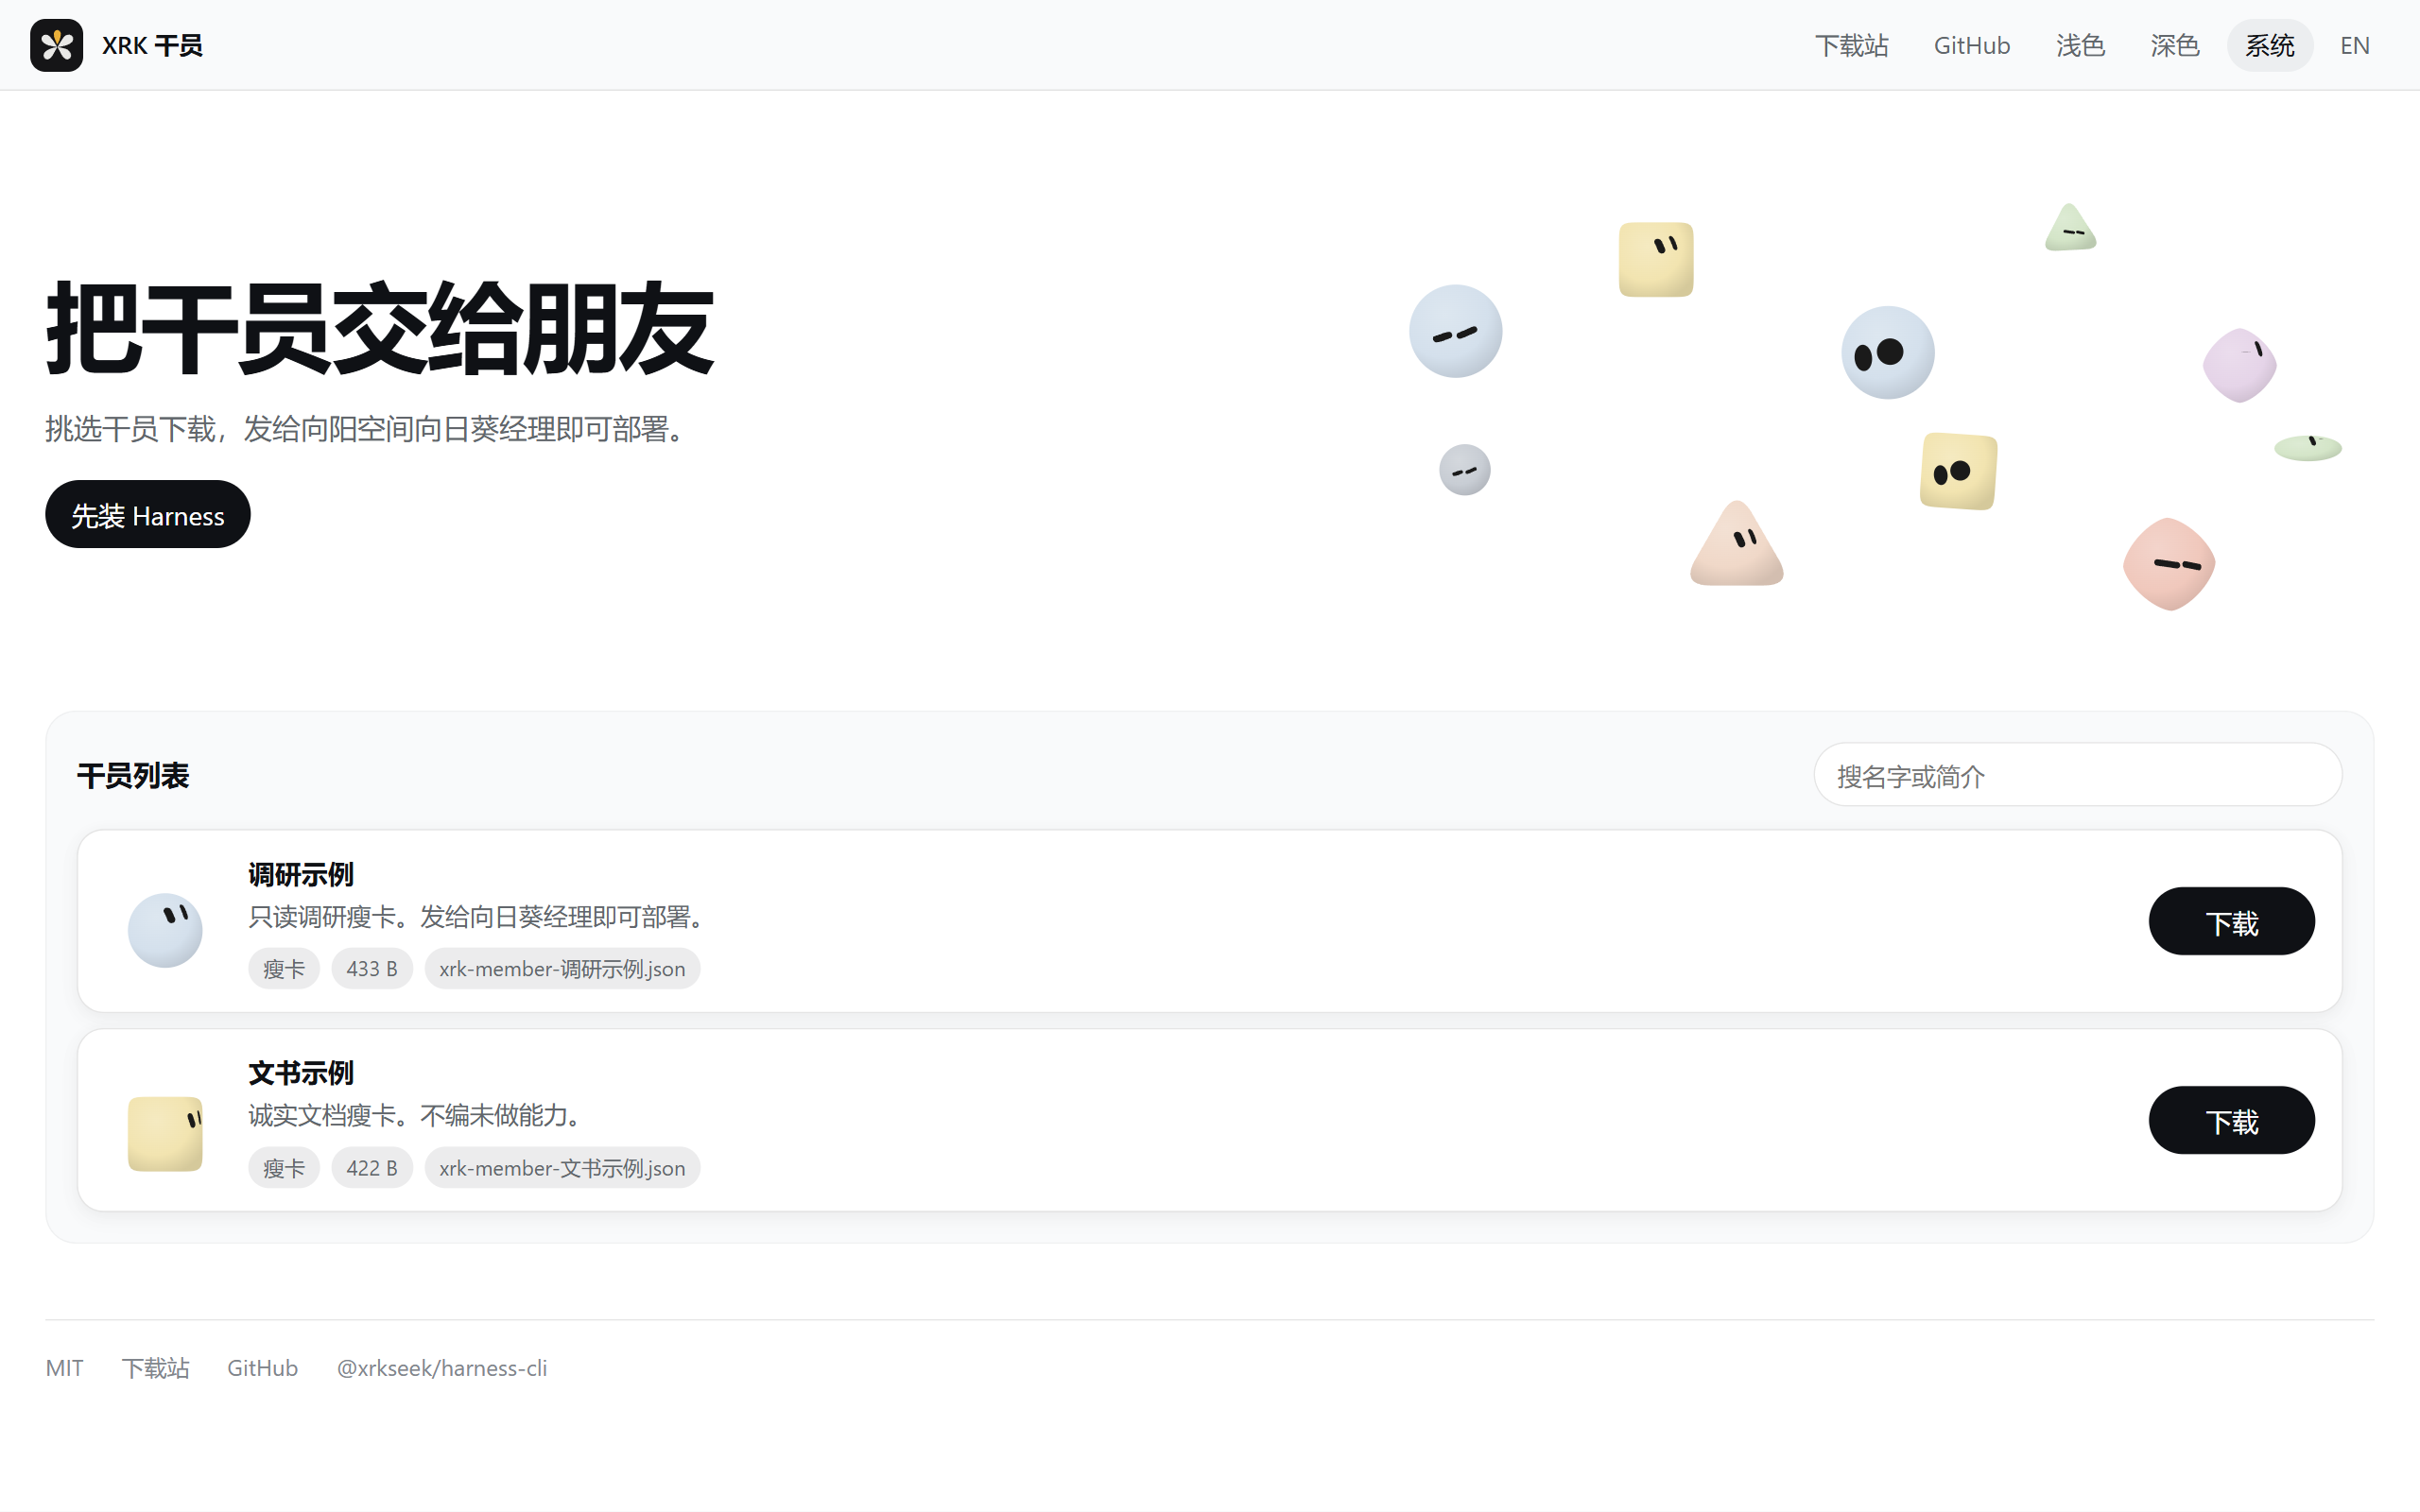 XRK 干员
下载站 GitHub 浅色 深色 系统 EN
把干员交给朋友
挑选干员下载，发给向阳空间向日葵经理即可部署。
先装 Harness
干员列表
搜名字或简介
调研示例
只读调研瘦卡。发给向日葵经理即可部署。
瘦卡 433 B xrk-member-调研示例.json
下载
文书示例
诚实文档瘦卡。不编未做能力。
瘦卡 422 B xrk-member-文书示例.json
下载
MIT 下载站 GitHub @xrkseek/harness-cli